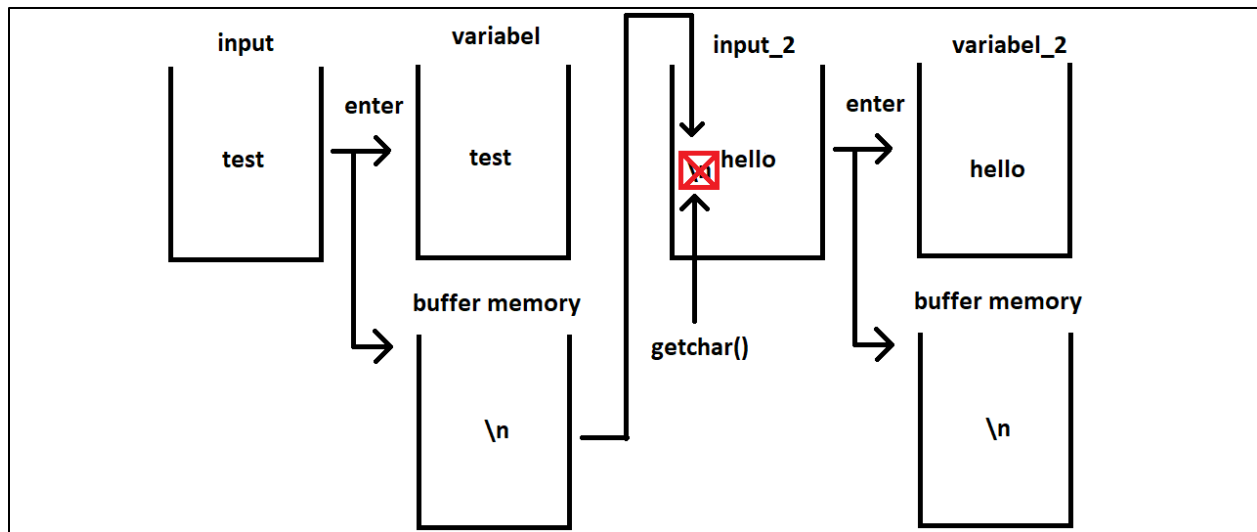 input
variabel
input_2
variabel_2
enter
enter
test
test
\n
hello
hello
buffer memory
buffer memory
getchar()
\n
\n